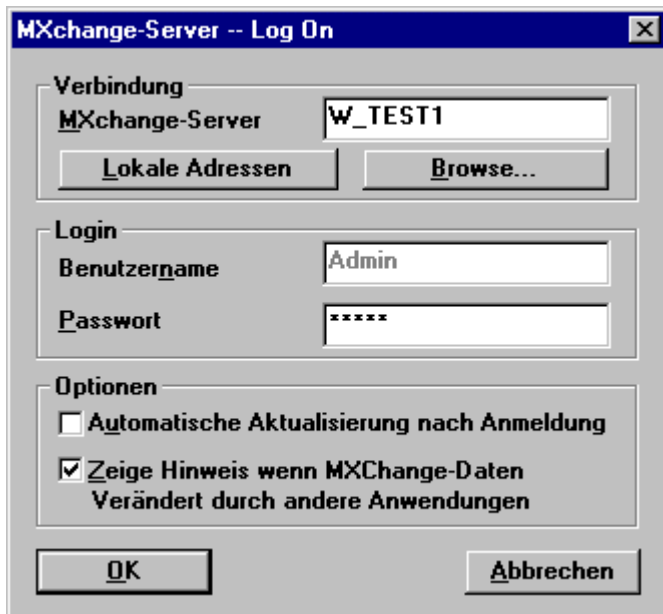 MXchange-Server -- Log On
Verbindung
MXchange-Server W_TEST1
Lokale Adressen Browse...
Login
Benutzername Admin
Passwort *****
Optionen
Automatische Aktualisierung nach Anmeldung
Zeige Hinweis wenn MXChange-Daten
Verändert durch andere Anwendungen
OK Abbrechen